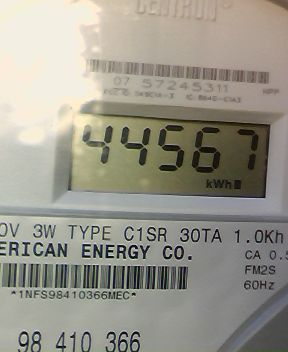 CENTRON®
07 57245311
44567
kWh
0V 3W TYPE C1SR 30TA 1.0Kh
ERICAN ENERGY CO.
CA 0.5
FM2S
60Hz
*1NFS98410366MEC*
98 410 366